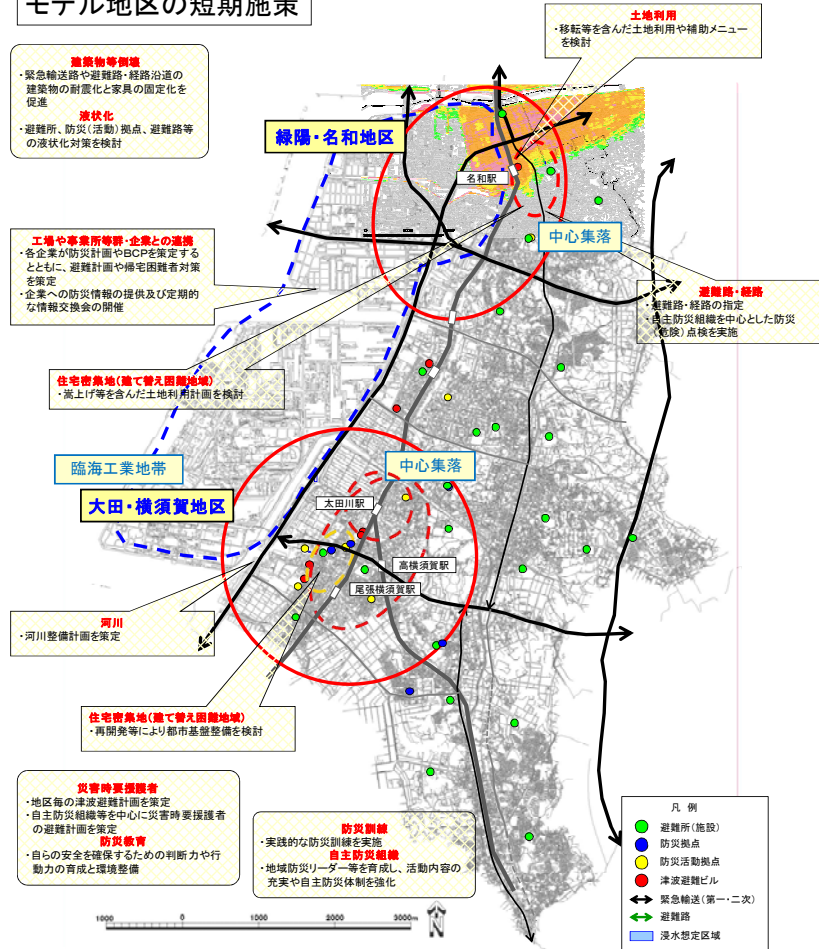 モデル地区の短期施策
土地利用
・移転等を含んだ土地利用や補助メニュー
を検討
建築物等倒壊
・緊急輸送路や避難路・経路沿道の
建築物の耐震化と家具の固定化を
促進
液状化
・避難所、防災(活動)拠点、避難路等
の液状化対策を検討
緑陽・名和地区
名和駅
中心集落
工場や事業所等群・企業との連携
・各企業が防災計画やBCPを策定する
とともに、避難計画や帰宅困難者対策
を策定
・企業への防災情報の提供及び定期的
な情報交換会の開催
避難路・経路
・避難路・経路の指定
・自主防災組織を中心とした防災
(危険)点検を実施
住宅密集地(建て替え困難地域)
・嵩上げ等を含んだ土地利用計画を検討
臨海工業地帯
中心集落
大田・横須賀地区
太田川駅
高横須賀駅
尾張横須賀駅
河川
・河川整備計画を策定
住宅密集地(建て替え困難地域)
・再開発等により都市基盤整備を検討
災害時要援護者
・地区毎の津波避難計画を策定
・自主防災組織等を中心に災害時要援護者
の避難計画を策定
防災教育
・自らの安全を確保するための判断力や行
動力の育成と環境整備
防災訓練
・実践的な防災訓練を実施
自主防災組織
・地域防災リーダー等を育成し、活動内容の
充実や自主防災体制を強化
凡 例
避難所(施設)
防災拠点
防災活動拠点
津波避難ビル
緊急輸送(第一・二次)
避難路
浸水想定区域
1000 0 1000 2000 3000m
N